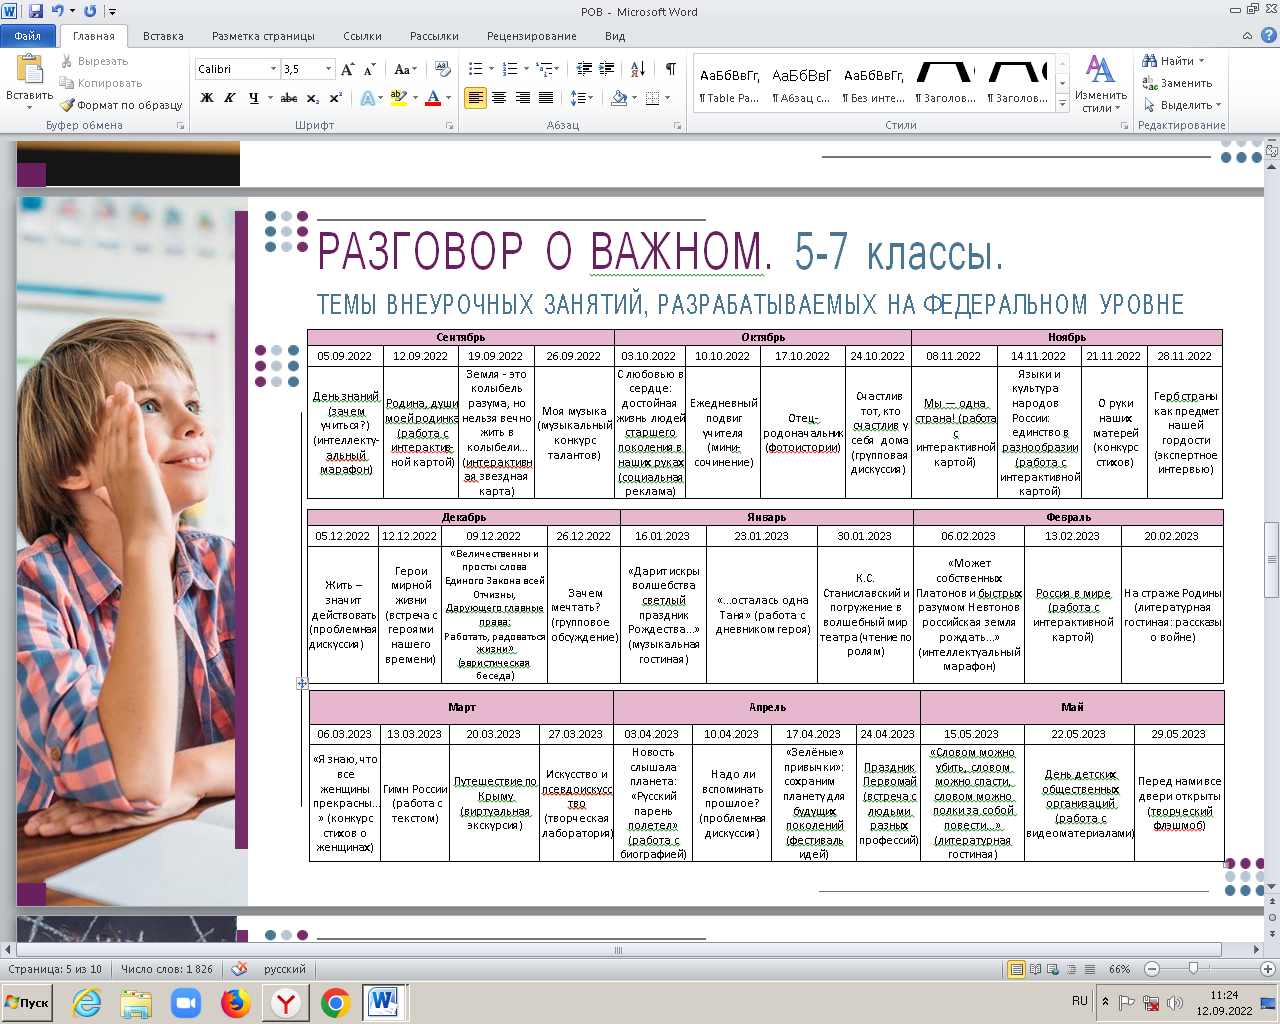 РОВ - Microsoft Word
Файл Главная Вставка Разметка страницы Ссылки Рассылки Рецензирование Вид
Вставить
Вырезать
Копировать
Формат по образцу
Буфер обмена
Calibri 3,5
Ж К Ч abc x₂ x²
Шрифт
Абзац
АаБбВвГг, АаБбВвГ АаБбВвГг,
¶ Table Pa... ¶ Абзац с... ¶ Без инте... ¶ Заголов... ¶ Заголов...
Стили
Изменить стили
Найти
Заменить
Выделить
Редактирование
РАЗГОВОР О ВАЖНОМ. 5-7 классы.
ТЕМЫ ВНЕУРОЧНЫХ ЗАНЯТИЙ, РАЗРАБАТЫВАЕМЫХ НА ФЕДЕРАЛЬНОМ УРОВНЕ
Сентябрь Октябрь Ноябрь
05.09.2022 12.09.2022 19.09.2022 26.09.2022 03.10.2022 10.10.2022 17.10.2022 24.10.2022 08.11.2022 14.11.2022 21.11.2022 28.11.2022
День знаний
(зачем
учиться?)
(интеллекту-
альный
марафон)
Родина, души
моей родинка
(работа с
интерактив-
ной картой)
Земля - это
колыбель
разума, но
нельзя вечно
жить в
колыбели...
(интерактивн
ая звездная
карта)
Моя музыка
(музыкальный
конкурс
талантов)
С любовью в
сердце:
достойная
жизнь людей
старшего
поколения в
наших руках
(социальная
реклама)
Ежедневный
подвиг
учителя
(мини-
сочинение)
Отец-
родоначальник
(фотоистории)
Счастлив
тот, кто
счастлив у
себя дома
(групповая
дискуссия)
Мы — одна
страна! (работа
с
интерактивной
картой)
Языки и
культура
народов
России:
единство в
разнообразии
(работа с
интерактивной
картой)
О руки
наших
матерей
(конкурс
стихов)
Герб страны
как предмет
нашей
гордости
(экспертное
интервью)
Декабрь Январь Февраль
05.12.2022 12.12.2022 09.12.2022 26.12.2022 16.01.2023 23.01.2023 30.01.2023 06.02.2023 13.02.2023 20.02.2023
Жить –
значит
действовать
(проблемная
дискуссия)
Герои
мирной
жизни
(встреча с
героями
нашего
времени)
«Величественны и
просты слова
Единого Закона всей
Отчизны,
Дарующего главные
права:
Работать, радоваться
жизни»
(эвристическая
беседа)
Зачем
мечтать?
(групповое
обсуждение)
«Дарит искры
волшебства
светлый
праздник
Рождества...»
(музыкальная
гостиная)
«...осталась одна
Таня» (работа с
дневником героя)
К.С.
Станиславский и
погружение в
волшебный мир
театра (чтение по
ролям)
«Может
собственных
Платонов и быстрых
разумом Невтонов
российская земля
рождать...»
(интеллектуальный
марафон)
Россия в мире
(работа с
интерактивной
картой)
На страже Родины
(литературная
гостиная: рассказы
о войне)
Март Апрель Май
06.03.2023 13.03.2023 20.03.2023 27.03.2023 03.04.2023 10.04.2023 17.04.2023 24.04.2023 15.05.2023 22.05.2023 29.05.2023
«Я знаю, что
все
женщины
прекрасны...
» (конкурс
стихов о
женщинах)
Гимн России
(работа с
текстом)
Путешествие по
Крыму
(виртуальная
экскурсия)
Искусство и
псевдоискусс
тво
(творческая
лаборатория)
Новость
слышала
планета:
«Русский
парень
полетел»
(работа с
биографией)
Надо ли
вспоминать
прошлое?
(проблемная
дискуссия)
«Зелёные»
привычки»:
сохраним
планету для
будущих
поколений
(фестиваль
идей)
Праздник
Первомай
(встреча с
людьми
разных
профессий)
«Словом можно
убить, словом
можно спасти,
словом можно
полки за собой
повести...»
(литературная
гостиная)
День детских
общественных
организаций
(работа с
видеоматериалами)
Перед нами все
двери открыты
(творческий
флэшмоб)
Страница: 5 из 10 Число слов: 1 826 русский 66%
Пуск RU 11:24
12.09.2022